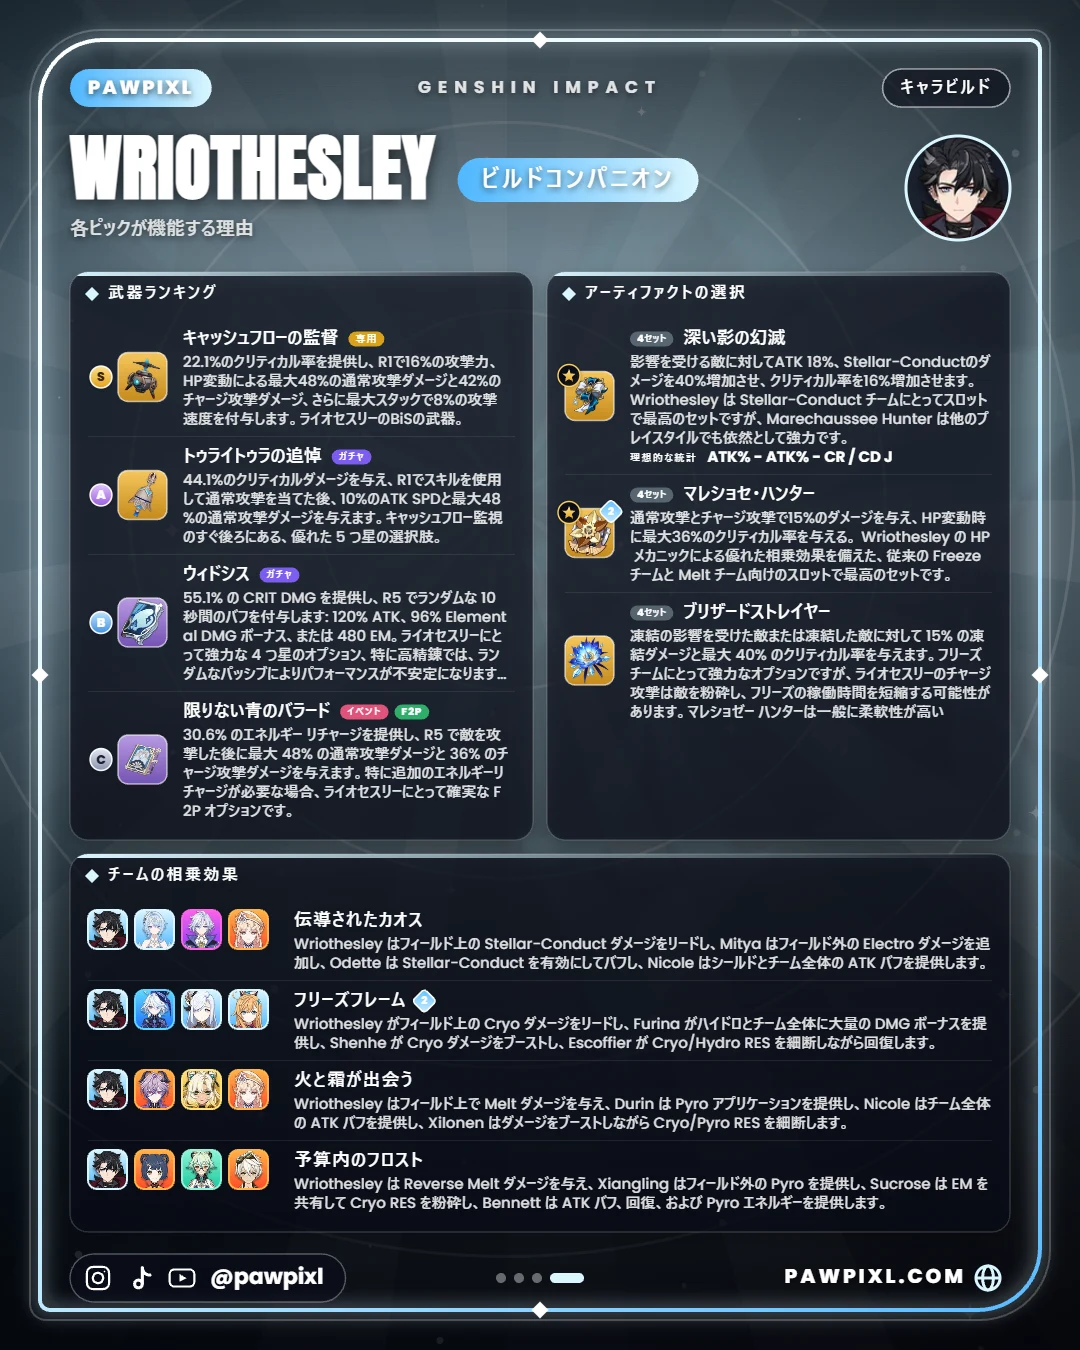 PAWPIXL
GENSHIN IMPACT
キャラビルド
WRIOTHESLEY
ビルドコンパニオン
各ピックが機能する理由
武器ランキング
S
キャッシュフローの監督 専用
22.1%のクリティカル率を提供し、R1で16%の攻撃力、
HP変動による最大48%の通常攻撃ダメージと42%の
チャージ攻撃ダメージ、さらに最大スタックで8%の攻撃
速度を付与します。ライオセスリーのBiSの武器。
A
トゥライトゥラの追悼 ガチャ
44.1%のクリティカルダメージを与え、R1でスキルを使用
して通常攻撃を当てた後、10%のATK SPDと最大48
%の通常攻撃ダメージを与えます。キャッシュフロー監視
のすぐ後ろにある、優れた 5 つ星の選択肢。
B
ウィドシス ガチャ
55.1% の CRIT DMG を提供し、R5 でランダムな 10
秒間のバフを付与します: 120% ATK、96% Element
al DMG ボーナス、または 480 EM。ライオセスリーにと
って強力な 4 つ星のオプション、特に高精錬では、ラン
ダムなパッシブによりパフォーマンスが不安定になります...
C
限りない青のバラード イベント F2P
30.6% のエネルギー リチャージを提供し、R5 で敵を攻
撃した後に最大 48% の通常攻撃ダメージと 36% のチ
ャージ攻撃ダメージを与えます。特に追加のエネルギーリ
チャージが必要な場合、ライオセスリーにとって確実な F
2P オプションです。
アーティファクトの選択
4セット 深い影の幻滅
影響を受ける敵に対してATK 18%、Stellar-Conductのダ
メージを40%増加させ、クリティカル率を16%増加させます。
Wriothesley は Stellar-Conduct チームにとってスロット
で最高のセットですが、Marechaussee Hunter は他のプ
レイスタイルでも依然として強力です。
理想的な統計 ATK% - ATK% - CR / CD J
2
4セット マレショセ・ハンター
通常攻撃とチャージ攻撃で15%のダメージを与え、HP変動時
に最大36%のクリティカル率を与える。Wriothesley の HP
メカニックによる優れた相乗効果を備えた、従来の Freeze
チームと Melt チーム向けのスロットで最高のセットです。
4セット ブリザードストレイヤー
凍結の影響を受けた敵または凍結した敵に対して 15% の凍
結ダメージと最大 40% のクリティカル率を与えます。フリーズ
チームにとって強力なオプションですが、ライオセスリーのチャージ
攻撃は敵を粉砕し、フリーズの稼働時間を短縮する可能性が
あります。マレショゼー ハンターは一般に柔軟性が高い
チームの相乗効果
伝導されたカオス
Wriothesley はフィールド上の Stellar-Conduct ダメージをリードし、Mitya はフィールド外の Electro ダメージを追
加し、Odette は Stellar-Conduct を有効にしてバフし、Nicole はシールドとチーム全体の ATK バフを提供します。
フリーズフレーム 2
Wriothesley がフィールド上の Cryo ダメージをリードし、Furina がハイドロとチーム全体に大量の DMG ボーナスを提
供し、Shenhe が Cryo ダメージをブーストし、Escoffier が Cryo/Hydro RES を細断しながら回復します。
火と霜が出会う
Wriothesley はフィールド上で Melt ダメージを与え、Durin は Pyro アプリケーションを提供し、Nicole はチーム全体
の ATK バフを提供し、Xilonen はダメージをブーストしながら Cryo/Pyro RES を細断します。
予算内のフロスト
Wriothesley は Reverse Melt ダメージを与え、Xiangling はフィールド外の Pyro を提供し、Sucrose は EM を
共有して Cryo RES を粉砕し、Bennett は ATK バフ、回復、および Pyro エネルギーを提供します。
@pawpixl
PAWPIXL.COM